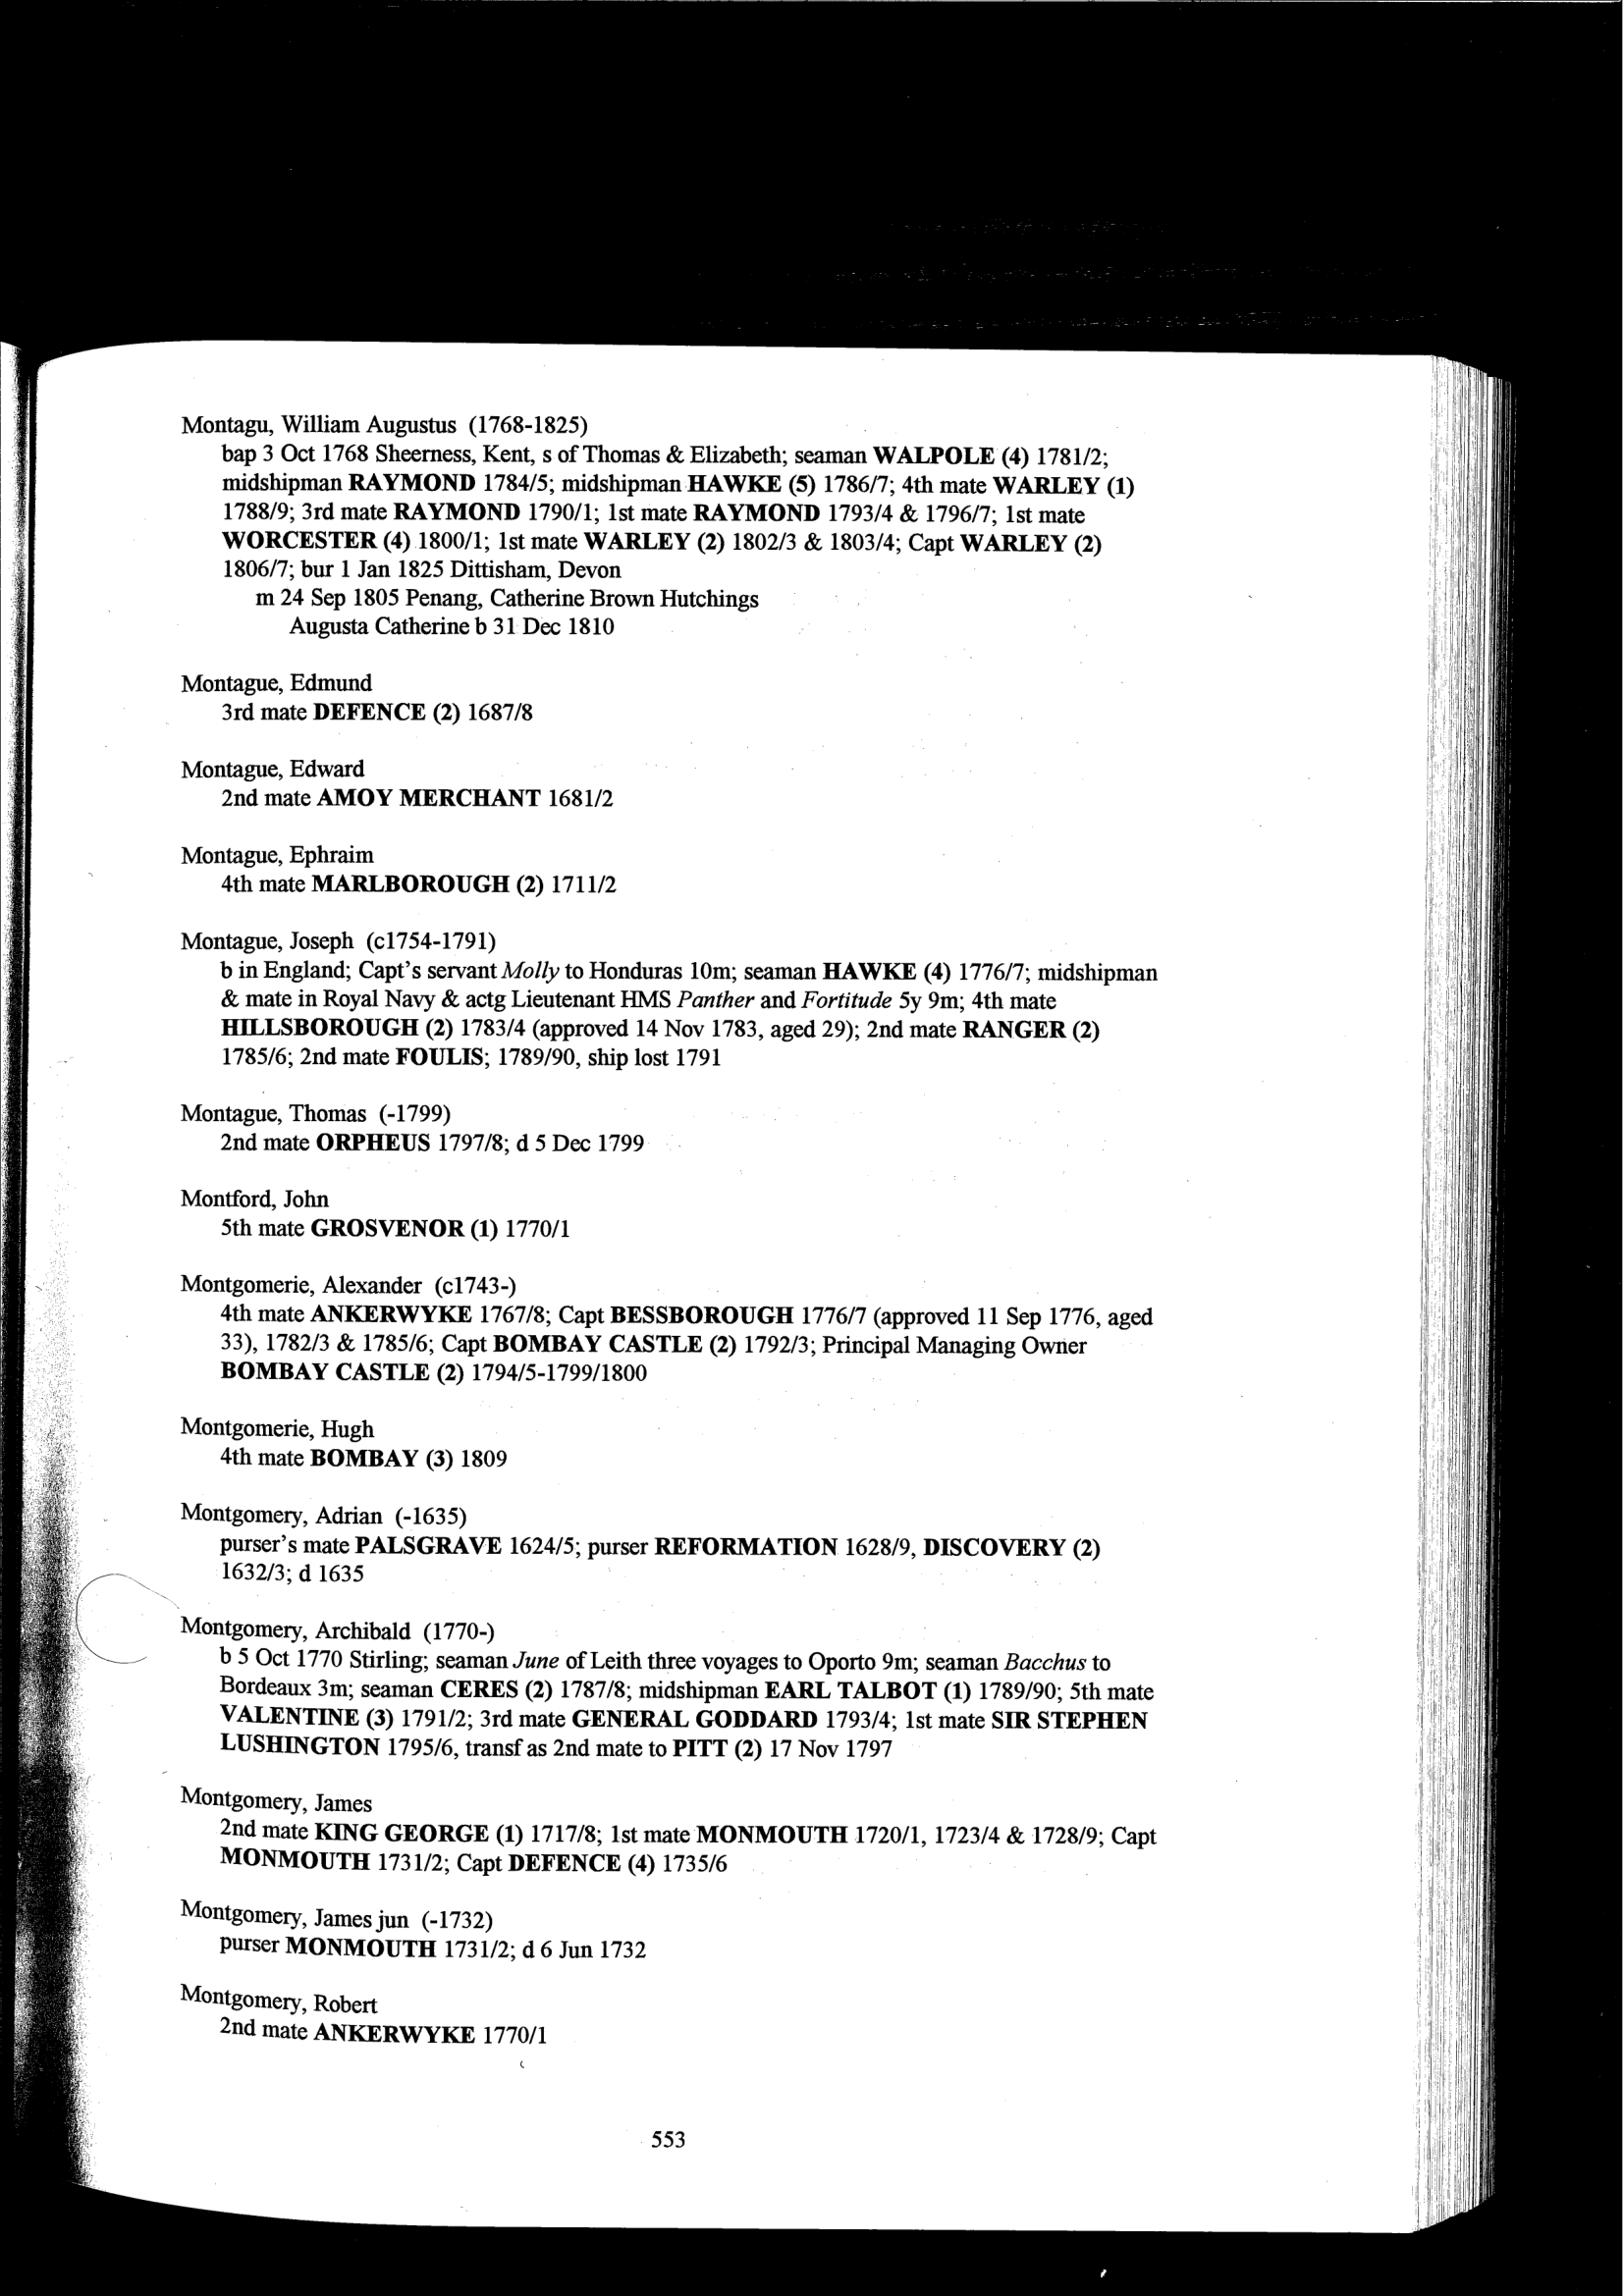 Montagu, William Augustus (1768-1825)
bap 3 Oct 1768 Sheerness, Kent, s of Thomas & Elizabeth; seaman WALPOLE (4) 1781/2;
midshipman RAYMOND 1784/5; midshipman HAWKE (5) 1786/7; 4th mate WARLEY (1)
1788/9; 3rd mate RAYMOND 1790/1; 1st mate RAYMOND 1793/4 & 1796/7; 1st mate
WORCESTER (4) 1800/1; 1st mate WARLEY (2) 1802/3 & 1803/4; Capt WARLEY (2)
1806/7; bur 1 Jan 1825 Dittisham, Devon
m 24 Sep 1805 Penang, Catherine Brown Hutchings
Augusta Catherine b 31 Dec 1810
Montague, Edmund
3rd mate DEFENCE (2) 1687/8
Montague, Edward
2nd mate AMOY MERCHANT 1681/2
Montague, Ephraim
4th mate MARLBOROUGH (2) 1711/2
Montague, Joseph (c1754-1791)
b in England; Capt's servant Molly to Honduras 10m; seaman HAWKE (4) 1776/7; midshipman
& mate in Royal Navy & actg Lieutenant HMS Panther and Fortitude 5y 9m; 4th mate
HILLSBOROUGH (2) 1783/4 (approved 14 Nov 1783, aged 29); 2nd mate RANGER (2)
1785/6; 2nd mate FOULIS; 1789/90, ship lost 1791
Montague, Thomas (-1799)
2nd mate ORPHEUS 1797/8; d 5 Dec 1799
Montford, John
5th mate GROSVENOR (1) 1770/1
Montgomerie, Alexander (c1743-)
4th mate ANKERWYKE 1767/8; Capt BESSBOROUGH 1776/7 (approved 11 Sep 1776, aged
33), 1782/3 & 1785/6; Capt BOMBAY CASTLE (2) 1792/3; Principal Managing Owner
BOMBAY CASTLE (2) 1794/5-1799/1800
Montgomerie, Hugh
4th mate BOMBAY (3) 1809
Montgomery, Adrian (-1635)
purser's mate PALSGRAVE 1624/5; purser REFORMATION 1628/9, DISCOVERY (2)
1632/3; d 1635
Montgomery, Archibald (1770-)
b 5 Oct 1770 Stirling; seaman June of Leith three voyages to Oporto 9m; seaman Bacchus to
Bordeaux 3m; seaman CERES (2) 1787/8; midshipman EARL TALBOT (1) 1789/90; 5th mate
VALENTINE (3) 1791/2; 3rd mate GENERAL GODDARD 1793/4; 1st mate SIR STEPHEN
LUSHINGTON 1795/6, transf as 2nd mate to PITT (2) 17 Nov 1797
Montgomery, James
2nd mate KING GEORGE (1) 1717/8; 1st mate MONMOUTH 1720/1, 1723/4 & 1728/9; Capt
MONMOUTH 1731/2; Capt DEFENCE (4) 1735/6
Montgomery, James jun (-1732)
purser MONMOUTH 1731/2; d 6 Jun 1732
Montgomery, Robert
2nd mate ANKERWYKE 1770/1
553